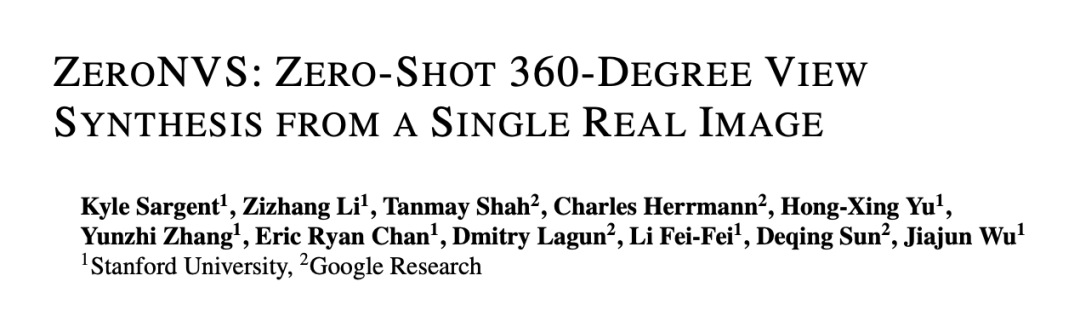 ZERONVS: ZERO-SHOT 360-DEGREE VIEW
SYNTHESIS FROM A SINGLE REAL IMAGE
Kyle Sargent¹, Zizhang Li¹, Tanmay Shah², Charles Herrmann², Hong-Xing Yu¹,
Yunzhi Zhang¹, Eric Ryan Chan¹, Dmitry Lagun², Li Fei-Fei¹, Deqing Sun², Jiajun Wu¹
¹Stanford University, ²Google Research